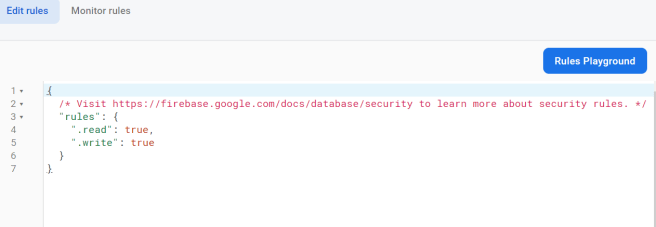 Edit rules Monitor rules
Rules Playground
1 {
2 /* Visit https://firebase.google.com/docs/database/security to learn more about security rules. */
3 "rules": {
4 ".read": true,
5 ".write": true
6 }
7 }